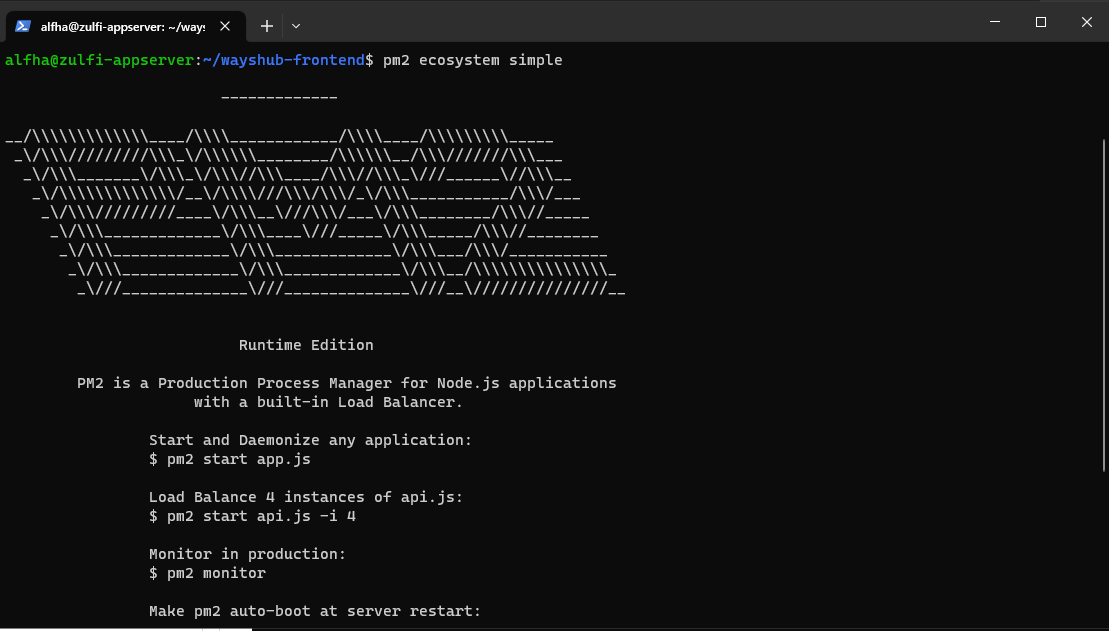 alfha@zulfi-appserver: ~/ways
alfha@zulfi-appserver:~/wayshub-frontend$ pm2 ecosystem simple
-------------
__/\\\\\\\\\\\\\____/\\\\____________/\\\\____/\\\\\\\\\_____
_\/\\\/////////\\\_\/\\\\\\________/\\\\\\__/\\\///////\\\___
_\/\\\_______\/\\\_\/\\\//\\\____/\\\//\\\_\///______\//\\\__
_\/\\\\\\\\\\\\\/__\/\\\\///\\\/\\\/_\/\\\___________/\\\/___
_\/\\\/////////____\/\\\__\///\\\/___\/\\\________/\\\//_____
_\/\\\_____________\/\\\____\///_____\/\\\_____/\\\//________
_\/\\\_____________\/\\\_____________\/\\\___/\\\/___________
_\/\\\_____________\/\\\_____________\/\\\__/\\\\\\\\\\\\\\\_
_\///______________\///______________\///__\///////////////__
Runtime Edition
PM2 is a Production Process Manager for Node.js applications
with a built-in Load Balancer.
Start and Daemonize any application:
$ pm2 start app.js
Load Balance 4 instances of api.js:
$ pm2 start api.js -i 4
Monitor in production:
$ pm2 monitor
Make pm2 auto-boot at server restart: